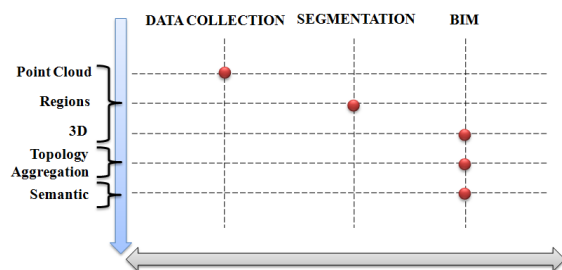 DATA COLLECTION SEGMENTATION BIM
Point Cloud
Regions
3D
Topology
Aggregation
Semantic